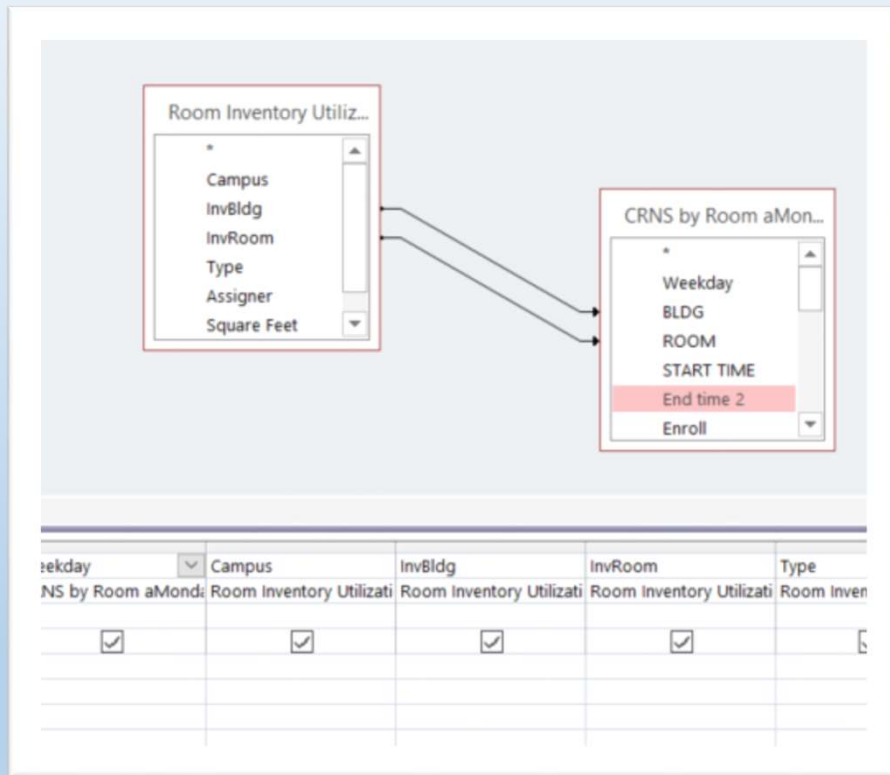 Room Inventory Utiliz...
*
Campus
InvBldg
InvRoom
Type
Assigner
Square Feet
CRNS by Room aMon...
*
Weekday
BLDG
ROOM
START TIME
End time 2
Enroll
eekday Campus InvBldg InvRoom Type
NS by Room aMonda Room Inventory Utilizati Room Inventory Utilizati Room Inventory Utilizati Room Inven